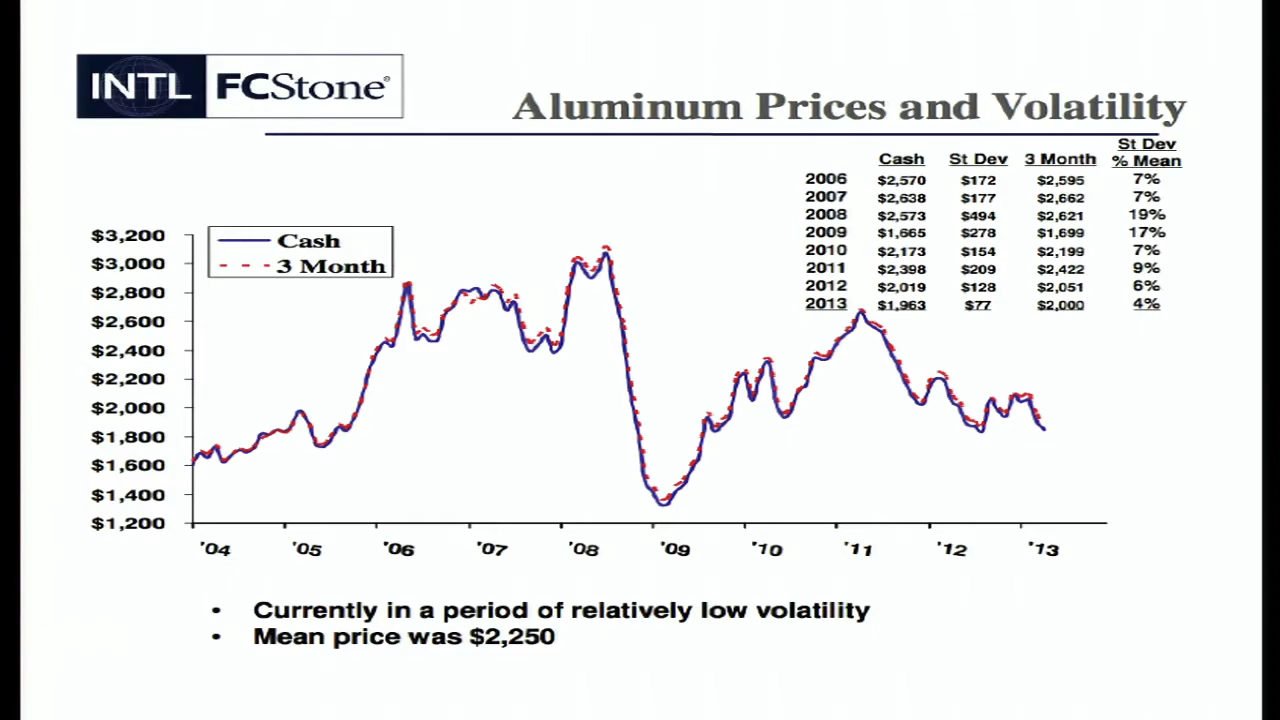 INTL FCStone®
Aluminum Prices and Volatility
St Dev
Cash St Dev 3 Month % Mean
2006 $2,570 $172 $2,595 7%
2007 $2,638 $177 $2,662 7%
2008 $2,573 $494 $2,621 19%
2009 $1,665 $278 $1,699 17%
2010 $2,173 $154 $2,199 7%
2011 $2,398 $209 $2,422 9%
2012 $2,019 $128 $2,051 6%
2013 $1,963 $77 $2,000 4%
Cash
3 Month
$3,200
$3,000
$2,800
$2,600
$2,400
$2,200
$2,000
$1,800
$1,600
$1,400
$1,200
'04 '05 '06 '07 '08 '09 '10 '11 '12 '13
• Currently in a period of relatively low volatility
• Mean price was $2,250